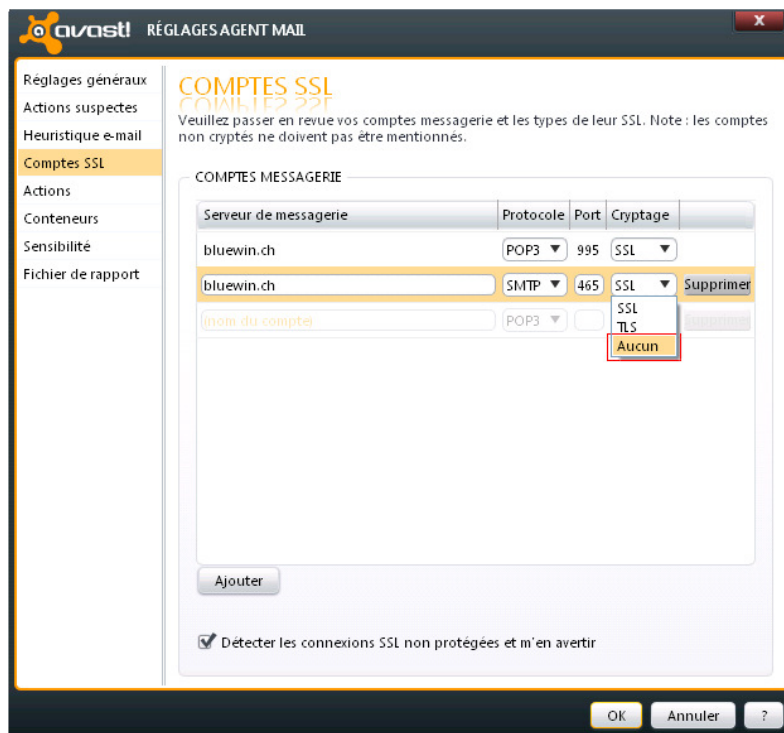 avast! RÉGLAGES AGENT MAIL
x
Réglages généraux
Actions suspectes
Heuristique e-mail
Comptes SSL
Actions
Conteneurs
Sensibilité
Fichier de rapport
COMPTES SSL
Veuillez passer en revue vos comptes messagerie et les types de leur SSL. Note : les comptes
non cryptés ne doivent pas être mentionnés.
COMPTES MESSAGERIE
Serveur de messagerie Protocole Port Cryptage
bluewin.ch POP3 995 SSL
bluewin.ch SMTP 465 SSL Supprimer
SSL
TLS
Aucun
(nom du compte) POP3 Supprimer
Ajouter
Détecter les connexions SSL non protégées et m'en avertir
OK Annuler ?